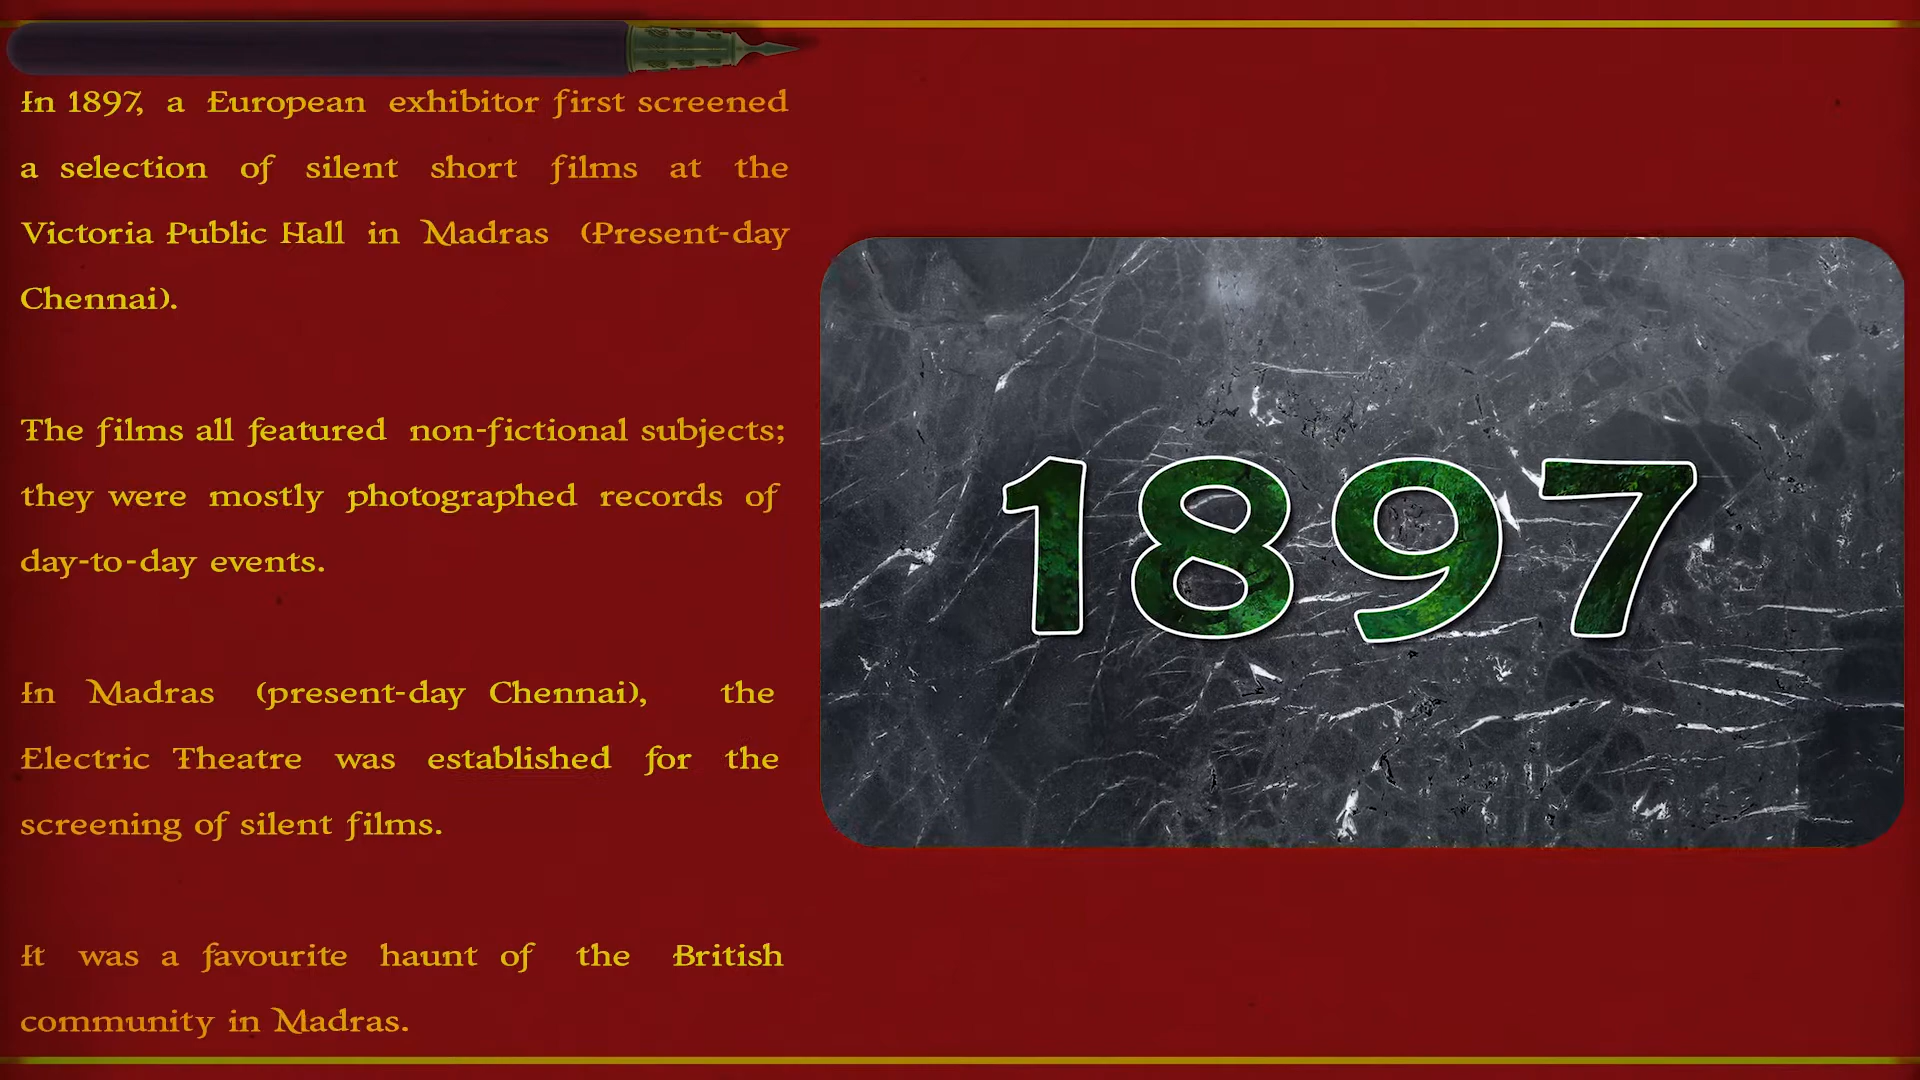 In 1897, a European exhibitor first screened
a selection of silent short films at the
Victoria Public Hall in Madras (Present-day
Chennai).
The films all featured non-fictional subjects;
they were mostly photographed records of
day-to-day events.
In Madras (present-day Chennai), the
Electric Theatre was established for the
screening of silent films.
It was a favourite haunt of the British
community in Madras.
1897